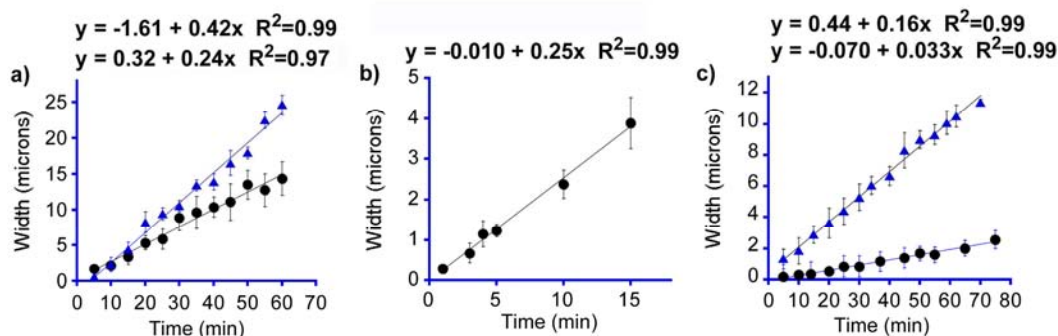 y = -1.61 + 0.42x R²=0.99
y = 0.32 + 0.24x R²=0.97
a)
Width (microns)
25
20
15
10
5
0
0 10 20 30 40 50 60 70
Time (min)
y = -0.010 + 0.25x R²=0.99
b)
Width (microns)
5
4
3
2
1
0
0 5 10 15
Time (min)
y = 0.44 + 0.16x R²=0.99
y = -0.070 + 0.033x R²=0.99
c)
Width (microns)
12
10
8
6
4
2
0
0 10 20 30 40 50 60 70 80
Time (min)